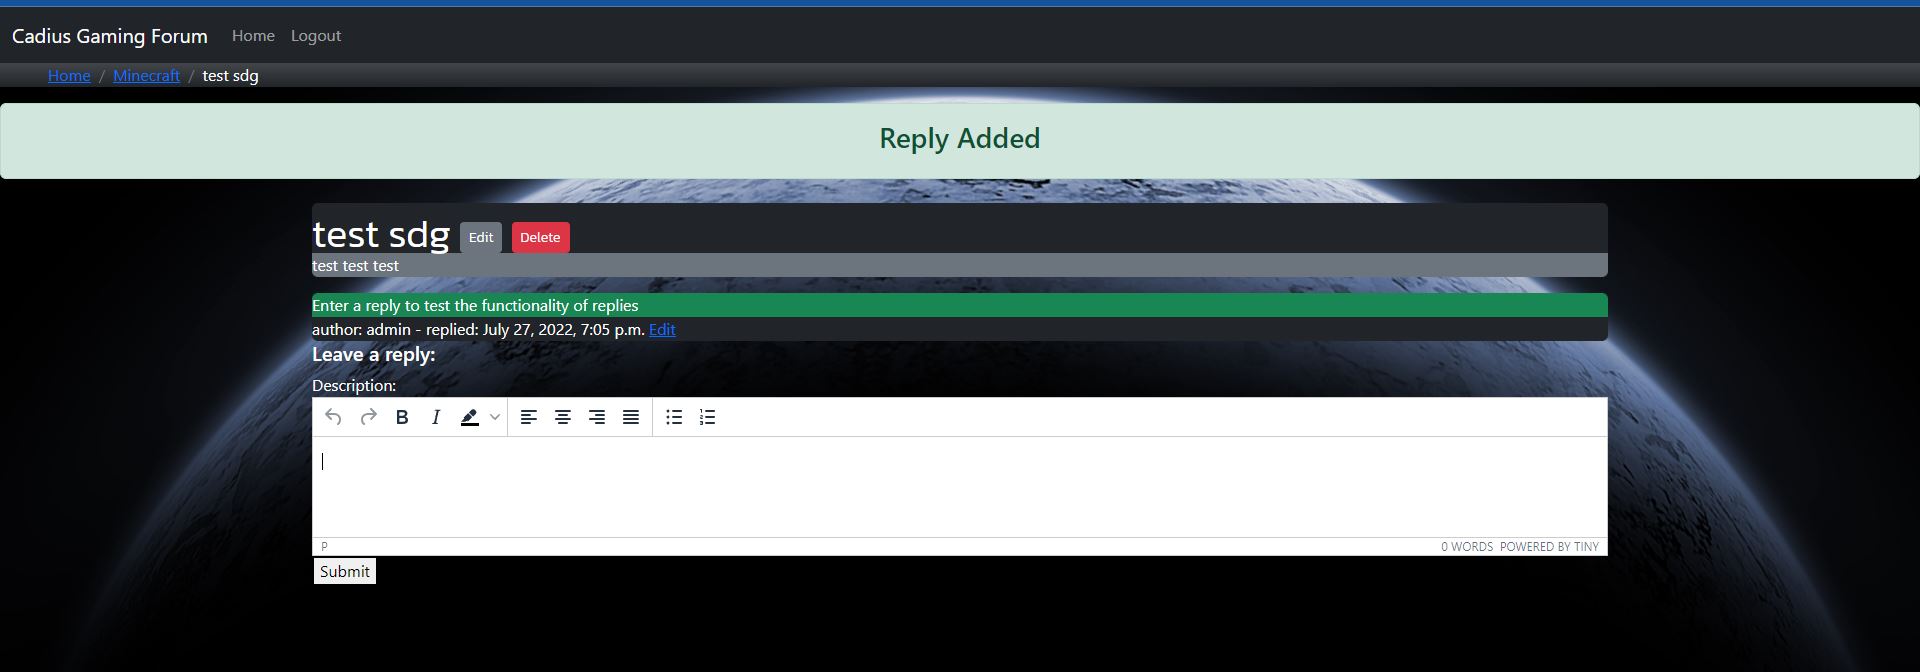 Cadius Gaming Forum Home Logout
Home / Minecraft / test sdg
Reply Added
test sdg Edit Delete
test test test
Enter a reply to test the functionality of replies
author: admin - replied: July 27, 2022, 7:05 p.m. Edit
Leave a reply:
Description:
B I
P 0 WORDS POWERED BY TINY
Submit